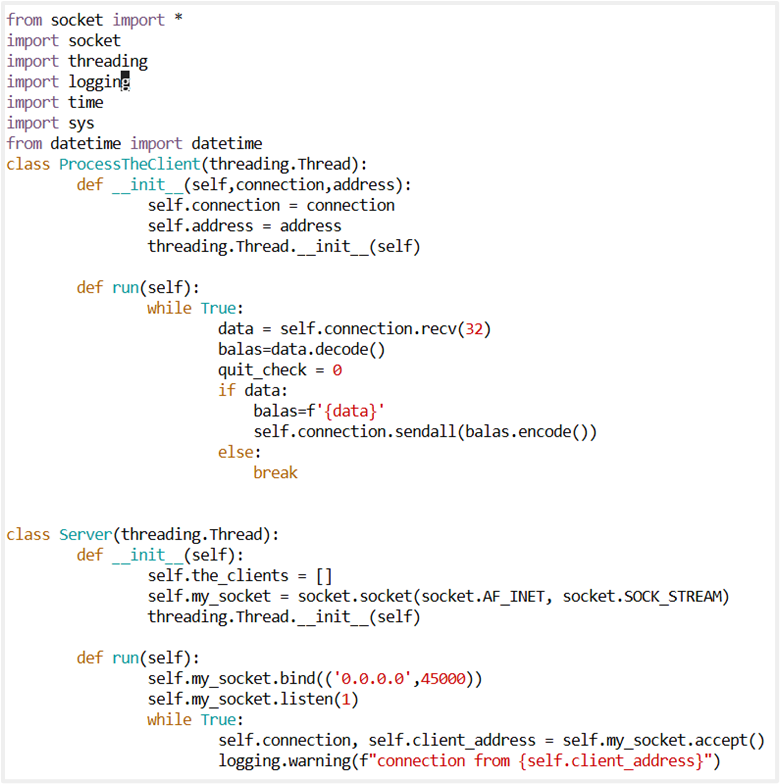 from socket import *
import socket
import threading
import logging
import time
import sys
from datetime import datetime
class ProcessTheClient(threading.Thread):
        def __init__(self,connection,address):
                self.connection = connection
                self.address = address
                threading.Thread.__init__(self)

        def run(self):
                while True:
                        data = self.connection.recv(32)
                        balas=data.decode()
                        quit_check = 0
                        if data:
                            balas=f'{data}'
                            self.connection.sendall(balas.encode())
                        else:
                            break


class Server(threading.Thread):
        def __init__(self):
                self.the_clients = []
                self.my_socket = socket.socket(socket.AF_INET, socket.SOCK_STREAM)
                threading.Thread.__init__(self)

        def run(self):
                self.my_socket.bind(('0.0.0.0',45000))
                self.my_socket.listen(1)
                while True:
                        self.connection, self.client_address = self.my_socket.accept()
                        logging.warning(f"connection from {self.client_address}")